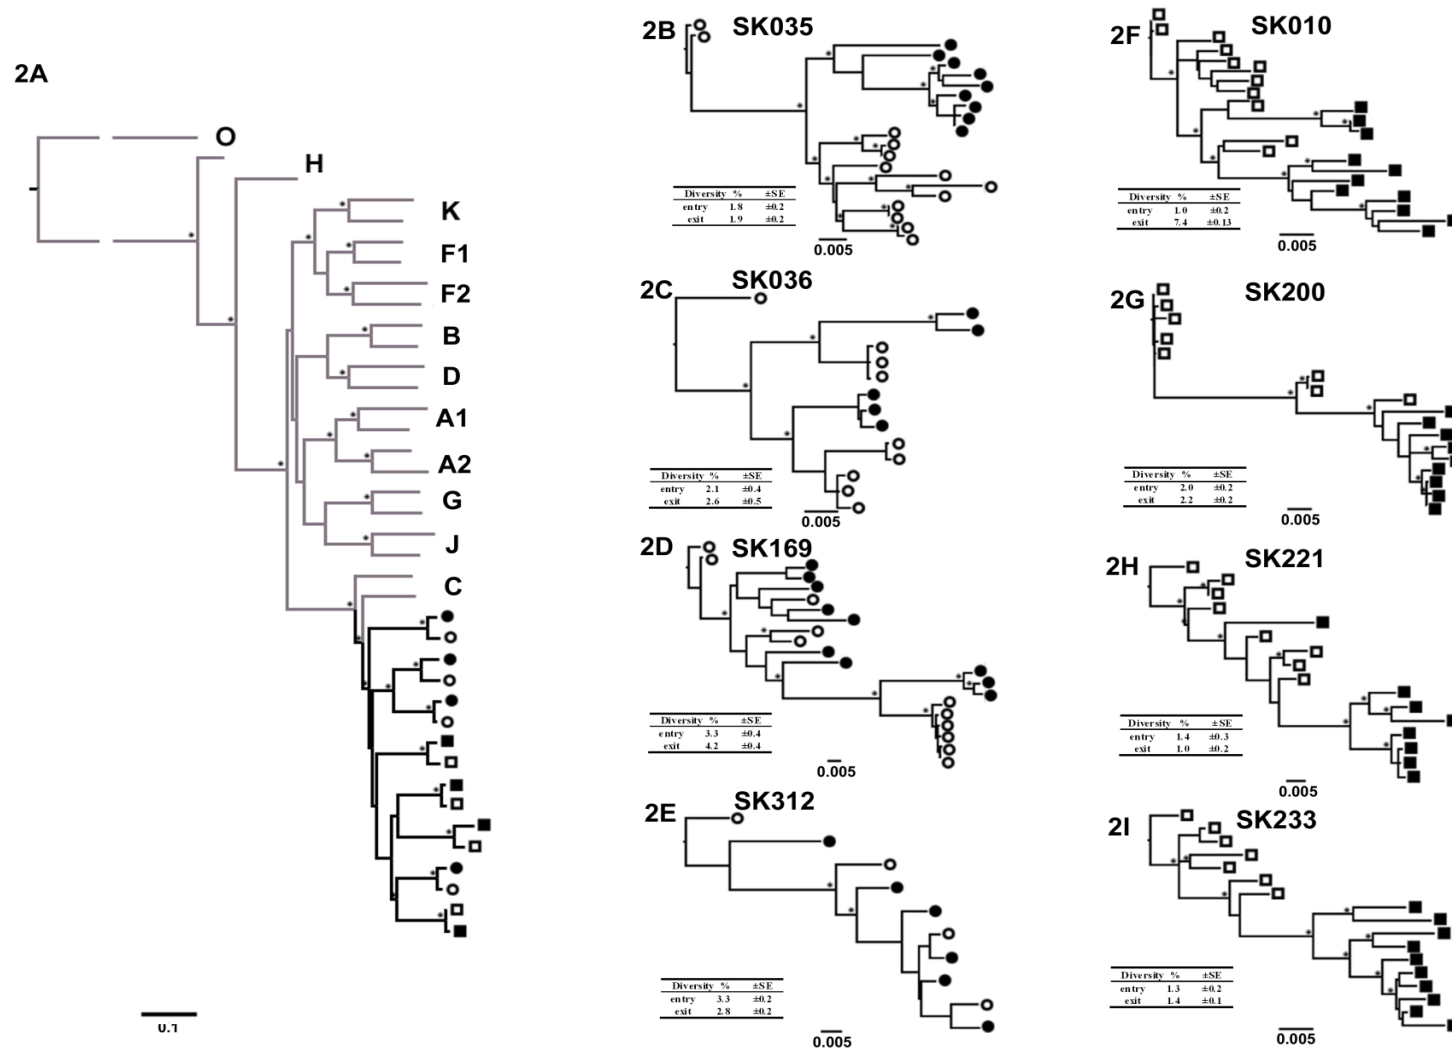 2A
O
H
K
F1
F2
B
D
A1
A2
G
J
C
0.1
2B SK035
Diversity % ±SE
entry 1.8 ±0.2
exit 1.9 ±0.2
0.005
2C SK036
Diversity % ±SE
entry 2.1 ±0.4
exit 2.6 ±0.5
0.005
2D SK169
Diversity % ±SE
entry 3.3 ±0.4
exit 4.2 ±0.4
0.005
2E SK312
Diversity % ±SE
entry 3.3 ±0.2
exit 2.8 ±0.2
0.005
2F SK010
Diversity % ±SE
entry 1.0 ±0.2
exit 7.4 ±0.13
0.005
2G SK200
Diversity % ±SE
entry 2.0 ±0.2
exit 2.2 ±0.2
0.005
2H SK221
Diversity % ±SE
entry 1.4 ±0.3
exit 1.0 ±0.2
0.005
2I SK233
Diversity % ±SE
entry 1.3 ±0.2
exit 1.4 ±0.1
0.005